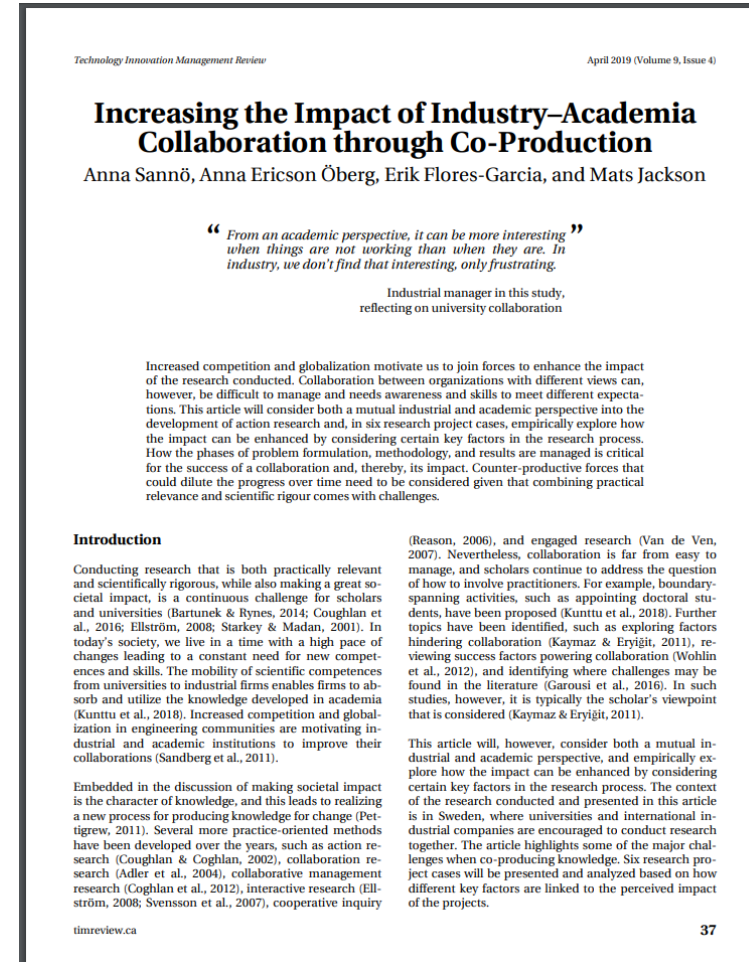 Technology Innovation Management Review
April 2019 (Volume 9, Issue 4)
Increasing the Impact of Industry–Academia
Collaboration through Co-Production
Anna Sannö, Anna Ericson Öberg, Erik Flores-Garcia, and Mats Jackson
“ From an academic perspective, it can be more interesting ”
when things are not working than when they are. In
industry, we don’t find that interesting, only frustrating.
Industrial manager in this study,
reflecting on university collaboration
Increased competition and globalization motivate us to join forces to enhance the impact
of the research conducted. Collaboration between organizations with different views can,
however, be difficult to manage and needs awareness and skills to meet different expecta-
tions. This article will consider both a mutual industrial and academic perspective into the
development of action research and, in six research project cases, empirically explore how
the impact can be enhanced by considering certain key factors in the research process.
How the phases of problem formulation, methodology, and results are managed is critical
for the success of a collaboration and, thereby, its impact. Counter-productive forces that
could dilute the progress over time need to be considered given that combining practical
relevance and scientific rigour comes with challenges.
Introduction
Conducting research that is both practically relevant
and scientifically rigorous, while also making a great so-
cietal impact, is a continuous challenge for scholars
and universities (Bartunek & Rynes, 2014; Coughlan et
al., 2016; Ellström, 2008; Starkey & Madan, 2001). In
today’s society, we live in a time with a high pace of
changes leading to a constant need for new compet-
ences and skills. The mobility of scientific competences
from universities to industrial firms enables firms to ab-
sorb and utilize the knowledge developed in academia
(Kunttu et al., 2018). Increased competition and global-
ization in engineering communities are motivating in-
dustrial and academic institutions to improve their
collaborations (Sandberg et al., 2011).
Embedded in the discussion of making societal impact
is the character of knowledge, and this leads to realizing
a new process for producing knowledge for change (Pet-
tigrew, 2011). Several more practice-oriented methods
have been developed over the years, such as action re-
search (Coughlan & Coghlan, 2002), collaboration re-
search (Adler et al., 2004), collaborative management
research (Coghlan et al., 2012), interactive research (Ell-
ström, 2008; Svensson et al., 2007), cooperative inquiry
(Reason, 2006), and engaged research (Van de Ven,
2007). Nevertheless, collaboration is far from easy to
manage, and scholars continue to address the question
of how to involve practitioners. For example, boundary-
spanning activities, such as appointing doctoral stu-
dents, have been proposed (Kunttu et al., 2018). Further
topics have been identified, such as exploring factors
hindering collaboration (Kaymaz & Eryiğit, 2011), re-
viewing success factors powering collaboration (Wohlin
et al., 2012), and identifying where challenges may be
found in the literature (Garousi et al., 2016). In such
studies, however, it is typically the scholar’s viewpoint
that is considered (Kaymaz & Eryiğit, 2011).
This article will, however, consider both a mutual in-
dustrial and academic perspective, and empirically ex-
plore how the impact can be enhanced by considering
certain key factors in the research process. The context
of the research conducted and presented in this article
is in Sweden, where universities and international in-
dustrial companies are encouraged to conduct research
together. The article highlights some of the major chal-
lenges when co-producing knowledge. Six research pro-
ject cases will be presented and analyzed based on how
different key factors are linked to the perceived impact
of the projects.
timreview.ca
37